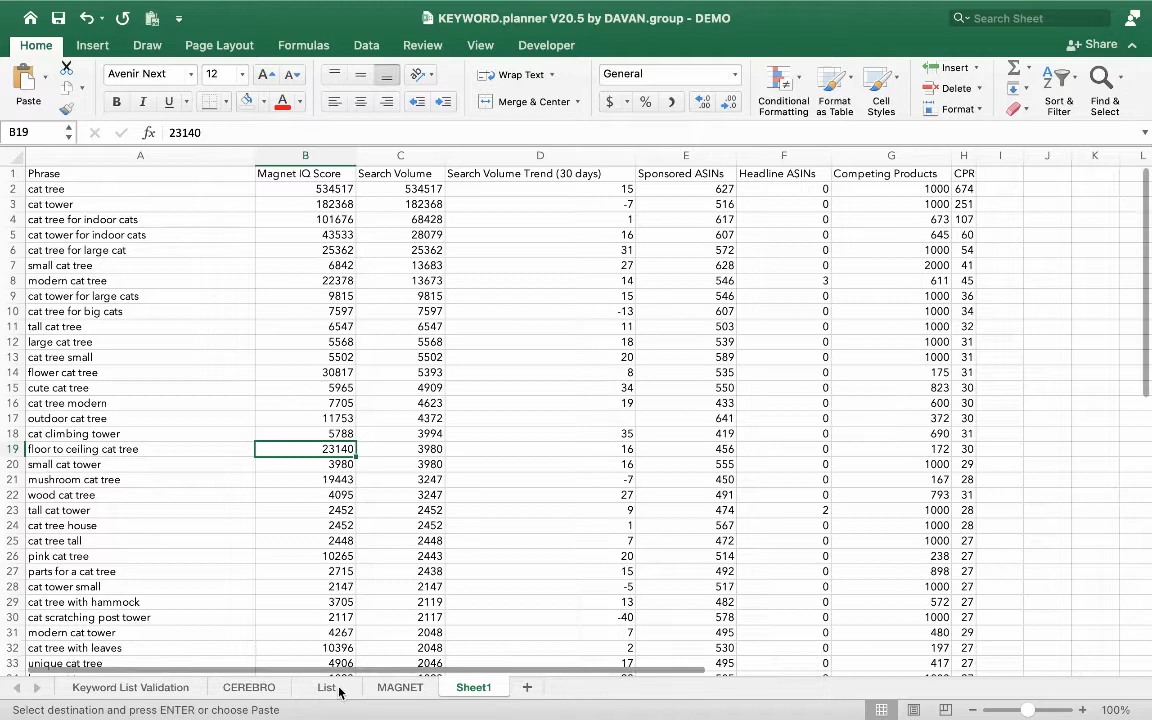 KEYWORD.planner V20.5 by DAVAN.group - DEMO
Search Sheet
Home Insert Draw Page Layout Formulas Data Review View Developer
Share
Paste
Avenir Next 12
Wrap Text
Merge & Center
General
Conditional Formatting
Format as Table
Cell Styles
Insert
Delete
Format
Sort & Filter
Find & Select
B19 fx 23140
A B C D E F G H I J K L
1 Phrase Magnet IQ Score Search Volume Search Volume Trend (30 days) Sponsored ASINs Headline ASINs Competing Products CPR
2 cat tree 534517 534517 15 627 0 1000 674
3 cat tower 182368 182368 -7 516 0 1000 251
4 cat tree for indoor cats 101676 68428 1 617 0 673 107
5 cat tower for indoor cats 43533 28079 16 607 0 645 60
6 cat tree for large cat 25362 25362 31 572 0 1000 54
7 small cat tree 6842 13683 27 628 0 2000 41
8 modern cat tree 22378 13673 14 546 3 611 45
9 cat tower for large cats 9815 9815 15 546 0 1000 36
10 cat tree for big cats 7597 7597 -13 607 0 1000 34
11 tall cat tree 6547 6547 11 503 0 1000 32
12 large cat tree 5568 5568 18 539 0 1000 31
13 cat tree small 5502 5502 20 589 0 1000 31
14 flower cat tree 30817 5393 8 535 0 175 31
15 cute cat tree 5965 4909 34 550 0 823 30
16 cat tree modern 7705 4623 19 433 0 600 30
17 outdoor cat tree 11753 4372 641 0 372 30
18 cat climbing tower 5788 3994 35 419 0 690 31
19 floor to ceiling cat tree 23140 3980 16 456 0 172 30
20 small cat tower 3980 3980 16 555 0 1000 29
21 mushroom cat tree 19443 3247 -7 450 0 167 28
22 wood cat tree 4095 3247 27 491 0 793 31
23 tall cat tower 2452 2452 9 474 2 1000 28
24 cat tree house 2452 2452 1 567 0 1000 28
25 cat tree tall 2448 2448 7 472 0 1000 27
26 pink cat tree 10265 2443 20 514 0 238 27
27 parts for a cat tree 2715 2438 15 492 0 898 27
28 cat tower small 2147 2147 -5 517 0 1000 27
29 cat tree with hammock 3705 2119 13 482 0 572 27
30 cat scratching post tower 2117 2117 -40 578 0 1000 27
31 modern cat tower 4267 2048 7 495 0 480 29
32 cat tree with leaves 10396 2048 2 530 0 197 27
33 unique cat tree 4906 2046 17 495 0 417 27
Keyword List Validation CEREBRO List MAGNET Sheet1
Select destination and press ENTER or choose Paste 100%